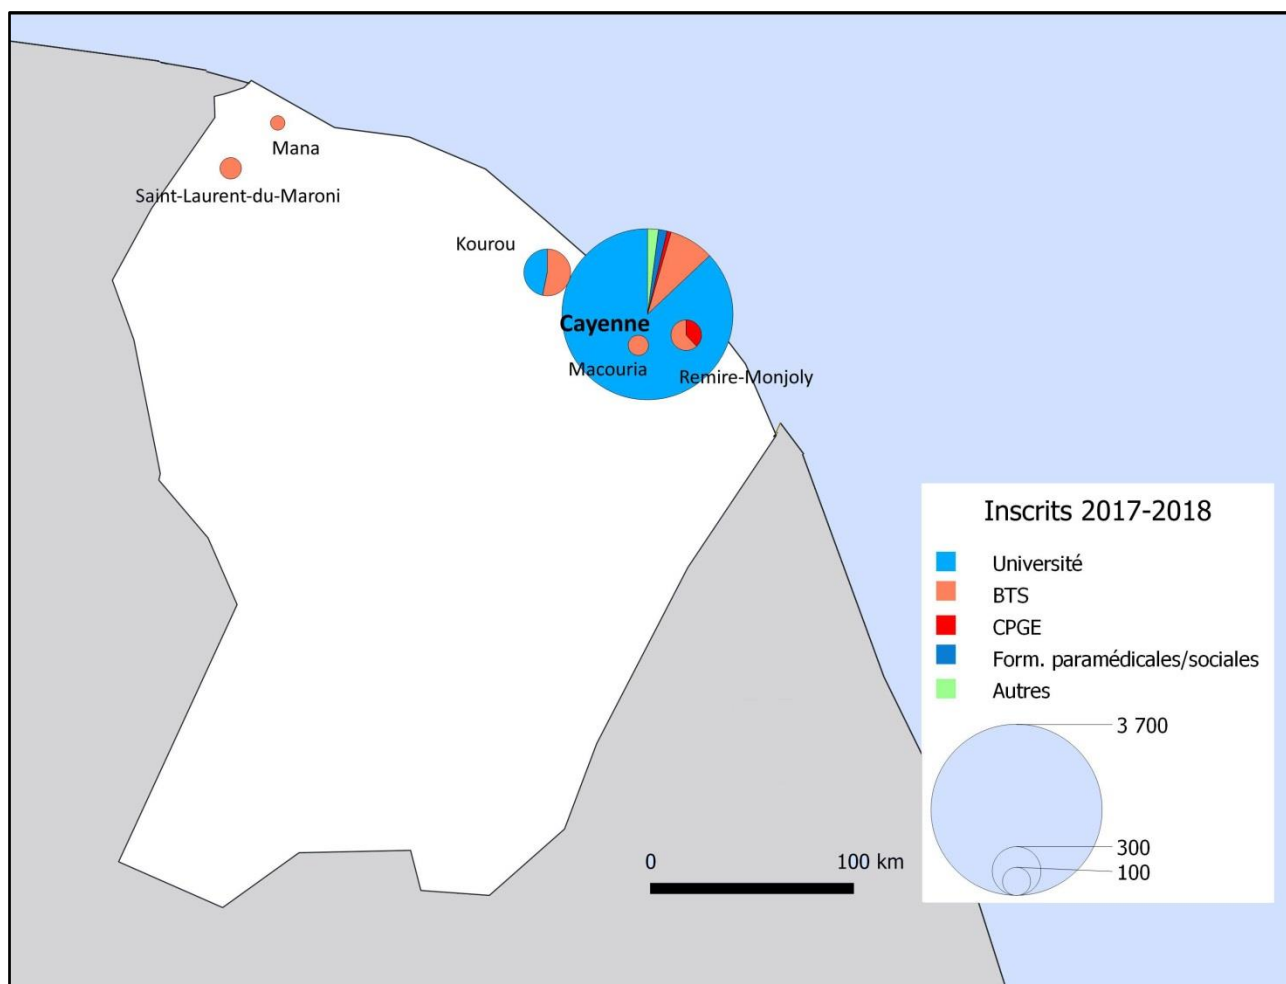 Mana
Saint-Laurent-du-Maroni
Kourou
Cayenne
Macouria
Remire-Monjoly
Inscrits 2017-2018
Université
BTS
CPGE
Form. paramédicales/sociales
Autres
3 700
300
100
0 100 km